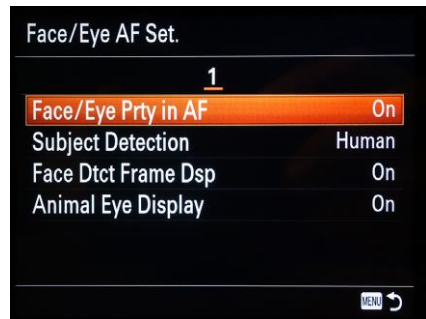 Face/Eye AF Set.
1
Face/Eye Prty in AF On
Subject Detection Human
Face Dtct Frame Dsp On
Animal Eye Display On
MENU